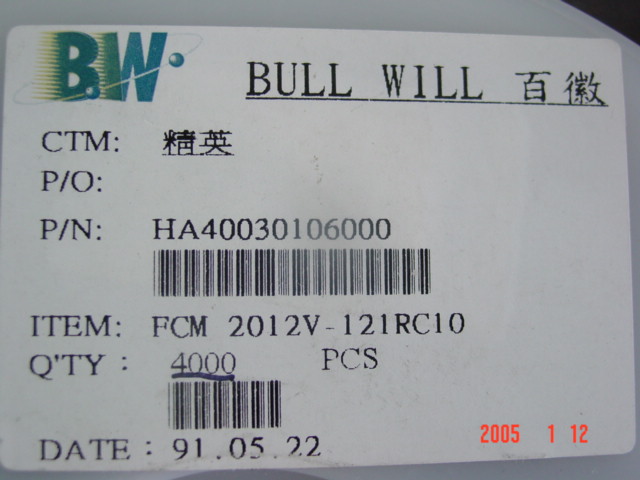 B.W
BULL WILL 百徽
CTM: 精英
P/O:
P/N: HA40030106000
ITEM: FCM 2012V-121RC10
Q'TY : 4000 PCS
DATE : 91.05.22
2005 1 12